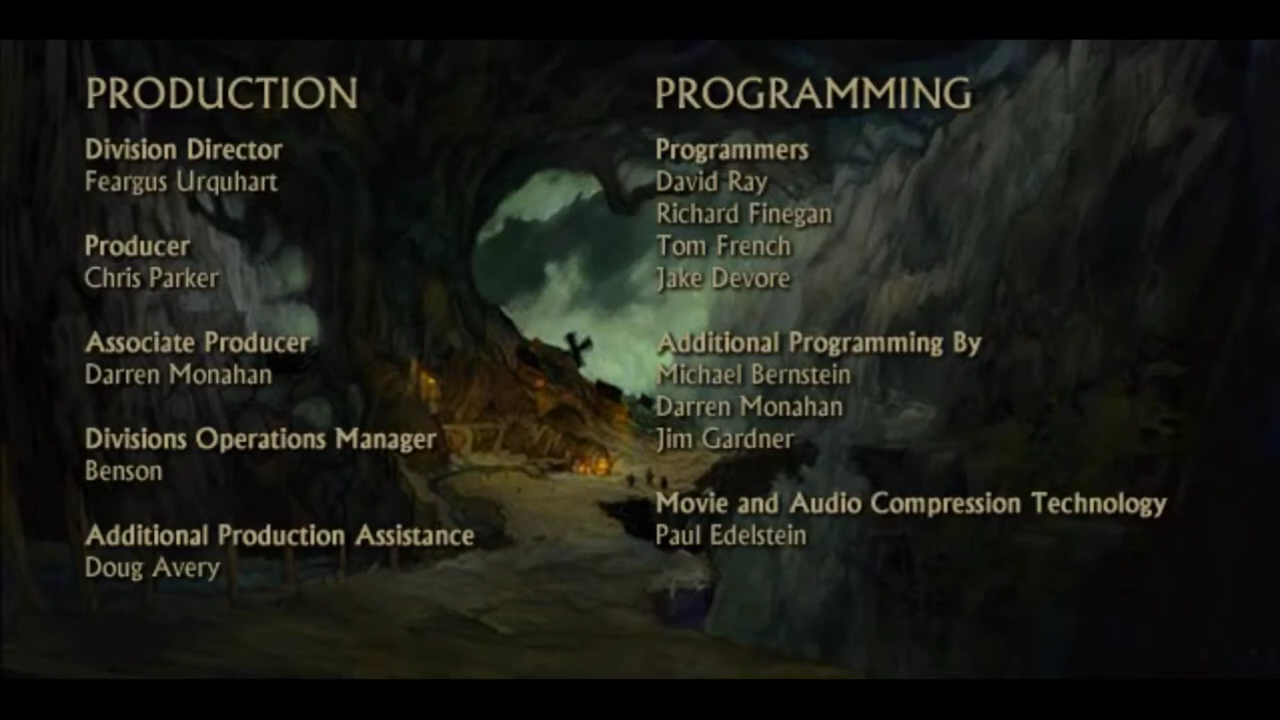 PRODUCTION
Division Director
Feargus Urquhart
Producer
Chris Parker
Associate Producer
Darren Monahan
Divisions Operations Manager
Benson
Additional Production Assistance
Doug Avery
PROGRAMMING
Programmers
David Ray
Richard Finegan
Tom French
Jake Devore
Additional Programming By
Michael Bernstein
Darren Monahan
Jim Gardner
Movie and Audio Compression Technology
Paul Edelstein